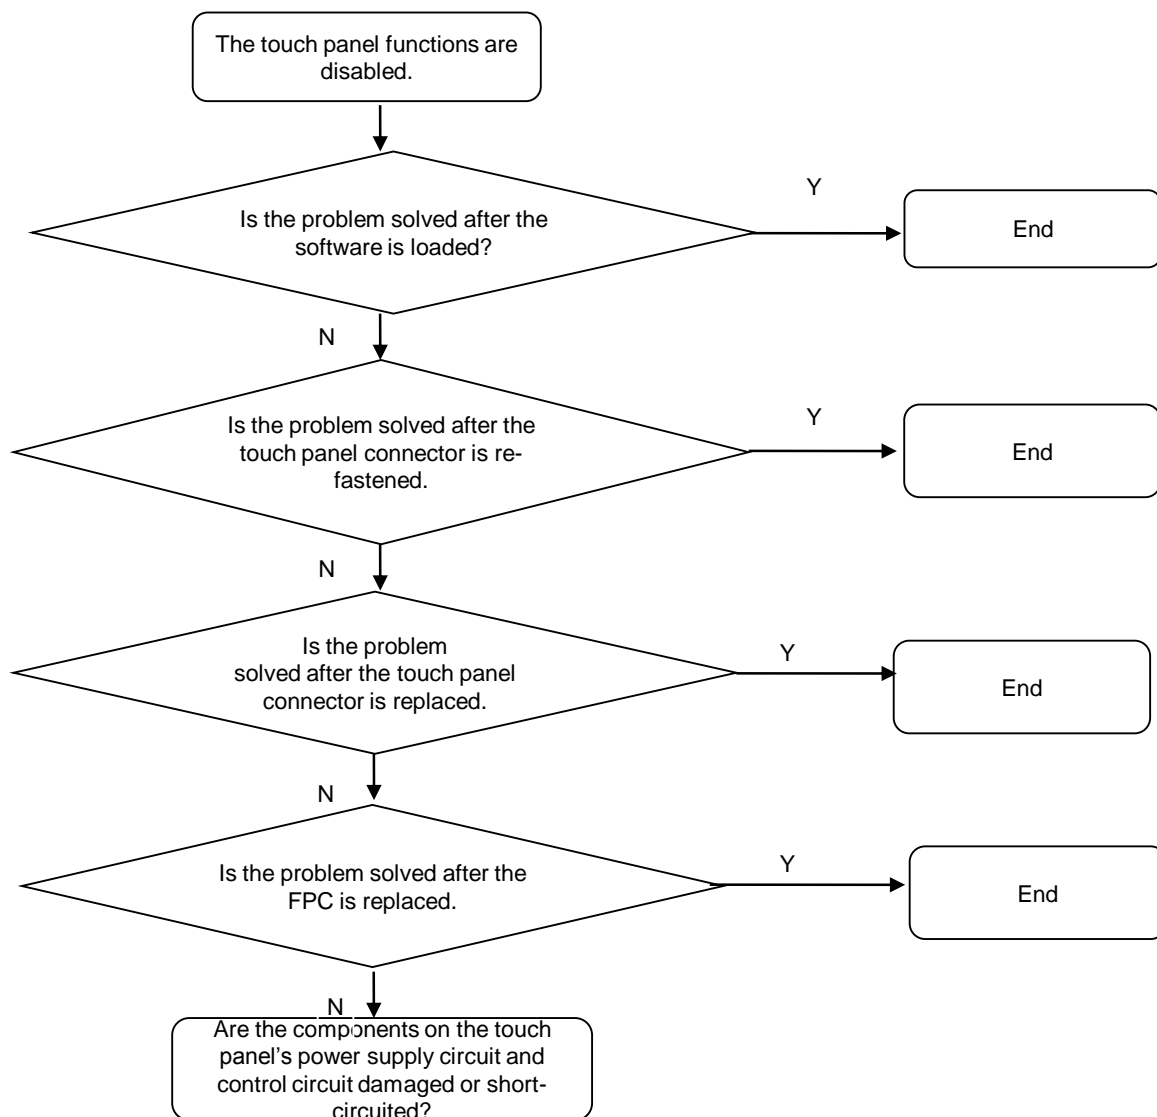 The touch panel functions are
disabled.
Y
Is the problem solved after the
software is loaded?
End
N
Is the problem solved after the
touch panel connector is re-
fastened.
Y
End
N
Is the problem
solved after the touch panel
connector is replaced.
Y
End
N
Is the problem solved after the
FPC is replaced.
Y
End
N
Are the components on the touch
panel’s power supply circuit and
control circuit damaged or short-
circuited?